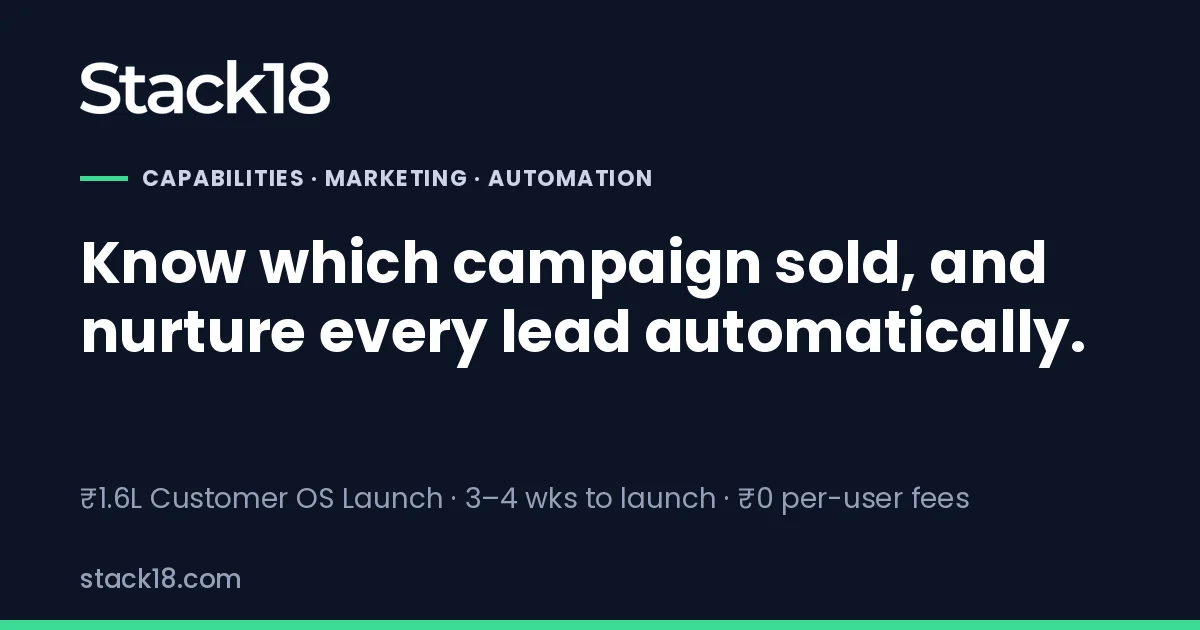 Stack18
CAPABILITIES · MARKETING · AUTOMATION
Know which campaign sold, and
nurture every lead automatically.
₹1.6L Customer OS Launch · 3–4 wks to launch · ₹0 per-user fees
stack18.com